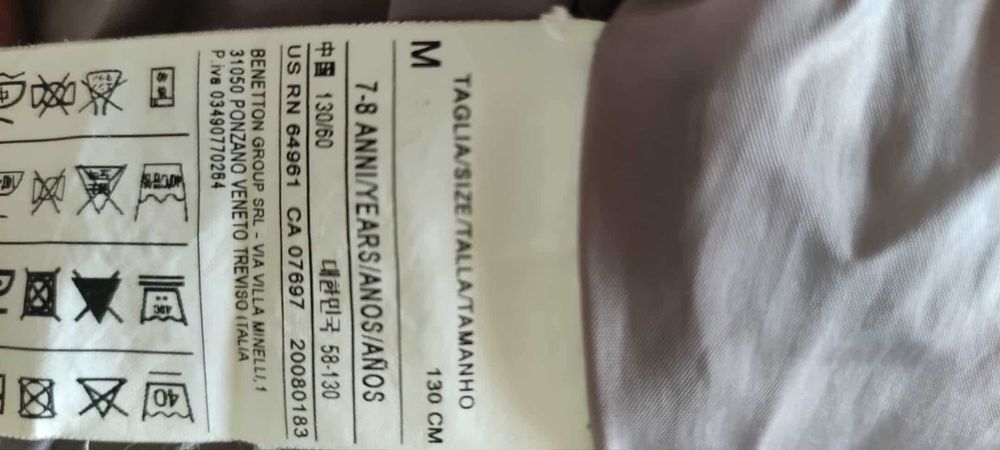 TAGLIA/SIZE/TALLA/TAMANHO
M 130 CM
7-8 ANNI/YEARS/ANOS/AÑOS
中国 130/60 대한민국 58-130
US RN 64961 CA 07697 20080183
BENETTON GROUP SRL - VIA VILLA MINELLI,1
31050 PONZANO VENETO TREVISO ITALIA
P.iva 03490770264